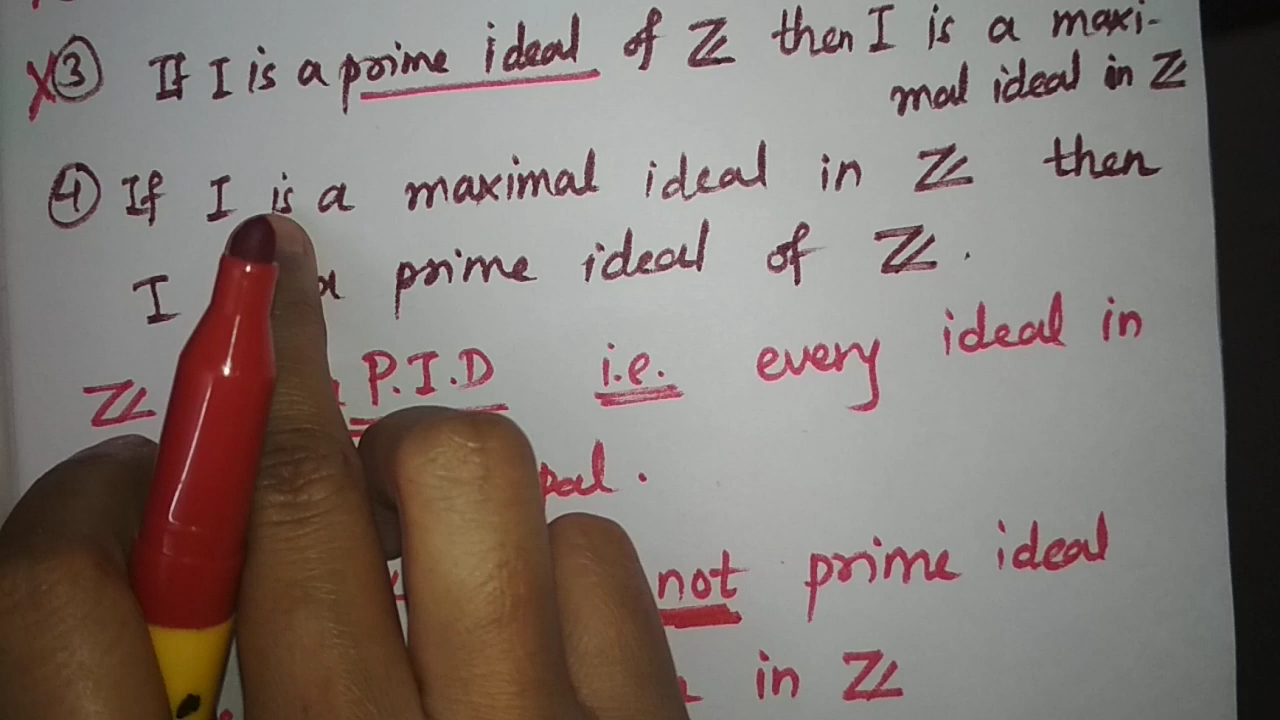 X③ If I is a prime ideal of ℤ then I is a maxi-
mal ideal in ℤ
④ If I is a maximal ideal in ℤ then
I a prime ideal of ℤ.
ℤ P.I.D i.e. every ideal in
pal.
not prime ideal
in ℤ